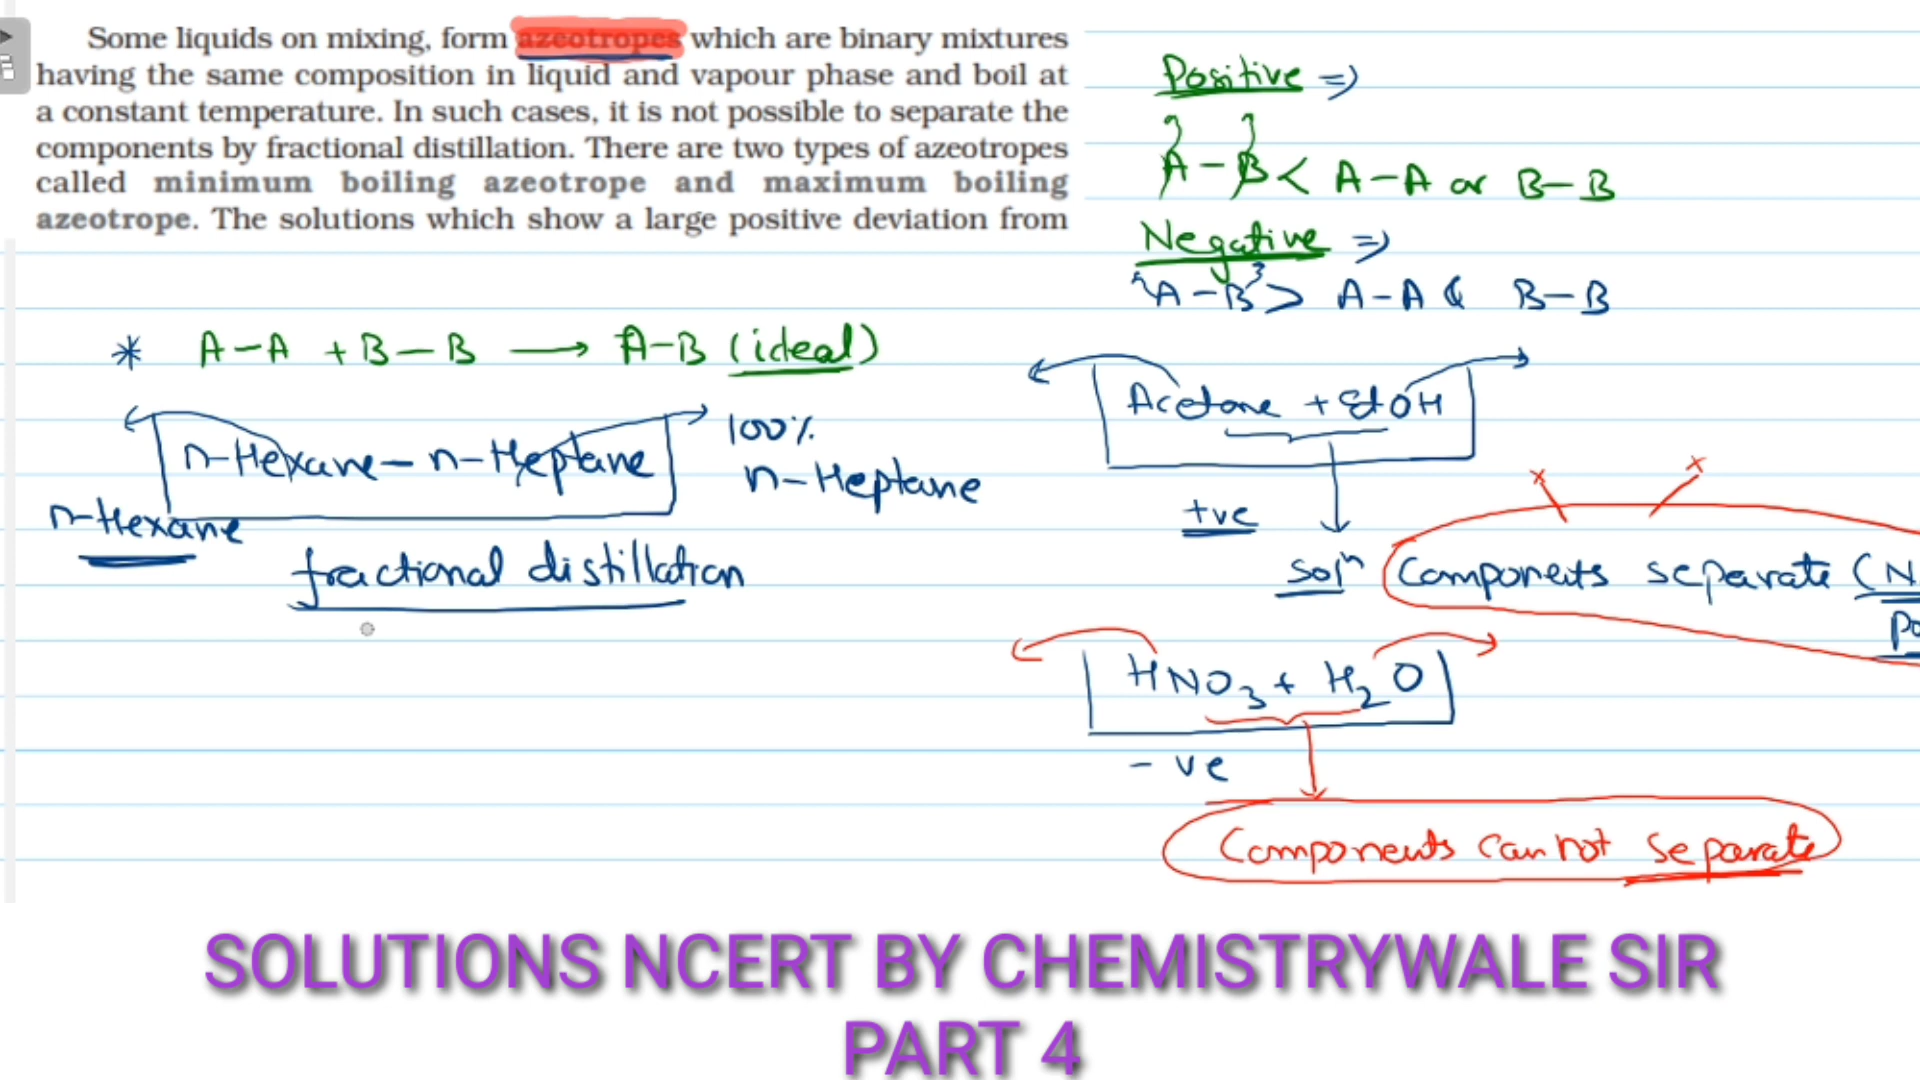 Some liquids on mixing, form azeotropes which are binary mixtures
having the same composition in liquid and vapour phase and boil at
a constant temperature. In such cases, it is not possible to separate the
components by fractional distillation. There are two types of azeotropes
called minimum boiling azeotrope and maximum boiling
azeotrope. The solutions which show a large positive deviation from
Positive ⇒
A-B < A-A or B-B
Negative ⇒
A-B > A-A & B-B
* A-A + B-B ⟶ A-B (ideal)
n-Hexane - n-Heptane
100%
n-Heptane
n-Hexane
fractional distillation
Acetone + EtOH
+ve
Solⁿ Components separate (N
Po
HNO₃ + H₂O
- ve
Components Can not separate
SOLUTIONS NCERT BY CHEMISTRYWALE SIR
PART 4